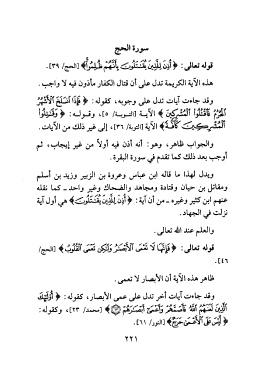 سورة الحج
قوله تعالى: ﴿ أُذِنَ لِلَّذِينَ يُقَٰتَلُونَ بِأَنَّهُمْ ظُلِمُوا۟ ﴾ [الحج/ ٣٩].
هذه الآية الكريمة تدل على أن قتال الكفار مأذون فيه لا واجب.
وقد جاءت آيات تدل على وجوبه، كقوله: ﴿ فَإِذَا ٱنسَلَخَ ٱلْأَشْهُرُ
ٱلْحُرُمُ فَٱقْتُلُوا۟ ٱلْمُشْرِكِينَ ﴾ الآية [التوبة/ ٥]، وقوله: ﴿ وَقَٰتِلُوا۟
ٱلْمُشْرِكِينَ كَآفَّةً ﴾ الآية [التوبة/ ٣٦]، إلى غير ذلك من الآيات.
والجواب ظاهر، وهو: أنه أذن فيه أولاً من غير إيجاب، ثم
أوجب بعد ذلك كما تقدم في سورة البقرة.
ويدل لهذا ما قاله ابن عباس وعروة بن الزبير وزيد بن أسلم
ومقاتل بن حيان وقتادة ومجاهد والضحاك وغير واحد ــ كما نقله
عنهم ابن كثير وغيره ــ من أن آية: ﴿ أُذِنَ لِلَّذِينَ يُقَٰتَلُونَ ﴾ هي أول آية
نزلت في الجهاد.
والعلم عند الله تعالى.
قوله تعالى: ﴿ فَإِنَّهَا لَا تَعْمَى ٱلْأَبْصَٰرُ وَلَٰكِن تَعْمَى ٱلْقُلُوبُ ﴾ [الحج/
٤٦].
ظاهر هذه الآية أن الأبصار لا تعمى.
وقد جاءت آيات أخر تدل على عمى الأبصار، كقوله: ﴿ أُو۟لَٰٓئِكَ
ٱلَّذِينَ لَعَنَهُمُ ٱللَّهُ فَأَصَمَّهُمْ وَأَعْمَىٰٓ أَبْصَٰرَهُمْ ﴾ [محمد/ ٢٣]، وكقوله:
﴿ لَّيْسَ عَلَى ٱلْأَعْمَىٰ حَرَجٌ ﴾ [النور/ ٦١].
٢٢١